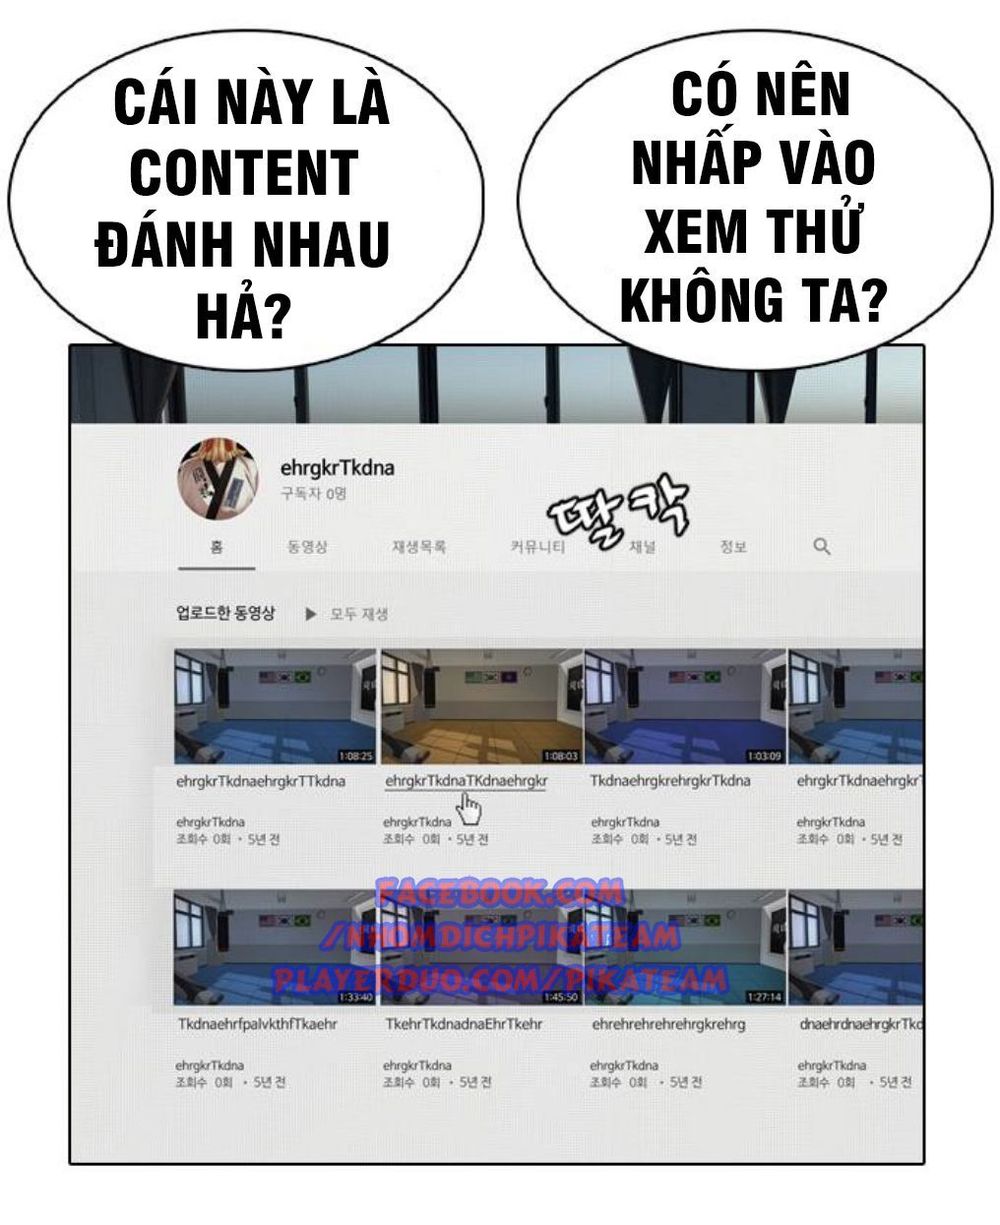 CÁI NÀY LÀ
CONTENT
ĐÁNH NHAU
HẢ?
CÓ NÊN
NHẤP VÀO
XEM THỬ
KHÔNG TA?
ehrgkrTkdna
구독자 0명
딸칵
홈 동영상 재생목록 커뮤니티 채널 정보
업로드한 동영상 ▶ 모두 재생
1:08:25 1:08:03 1:03:09
ehrgkrTkdnaehrgkrTTkdna ehrgkrTkdnaTKdnaehrgkr TkdnaehrgkrehrgkrTkdna ehrgkrTkdnaehrgkrT
ehrgkrTkdna ehrgkrTkdna ehrgkrTkdna ehrgkrTkdna
조회수 0회 • 5년 전 조회수 0회 • 5년 전 조회수 0회 • 5년 전 조회수 0회 • 5년 전
FACEBOOK.COM
/NHOMDICHPIKATEAM
PLAYERDUO.COM/PIKATEAM
1:33:40 1:45:50 1:27:14
TkdnaehrfpalvkthfTkaehr TkehrTkdnadnaEhrTkehr ehrehrehrehrehrgkrehrg dnaehrdnaehrgkrTkd
ehrgkrTkdna ehrgkrTkdna ehrgkrTkdna ehrgkrTkdna
조회수 0회 • 5년 전 조회수 0회 • 5년 전 조회수 0회 • 5년 전 조회수 0회 • 5년 전